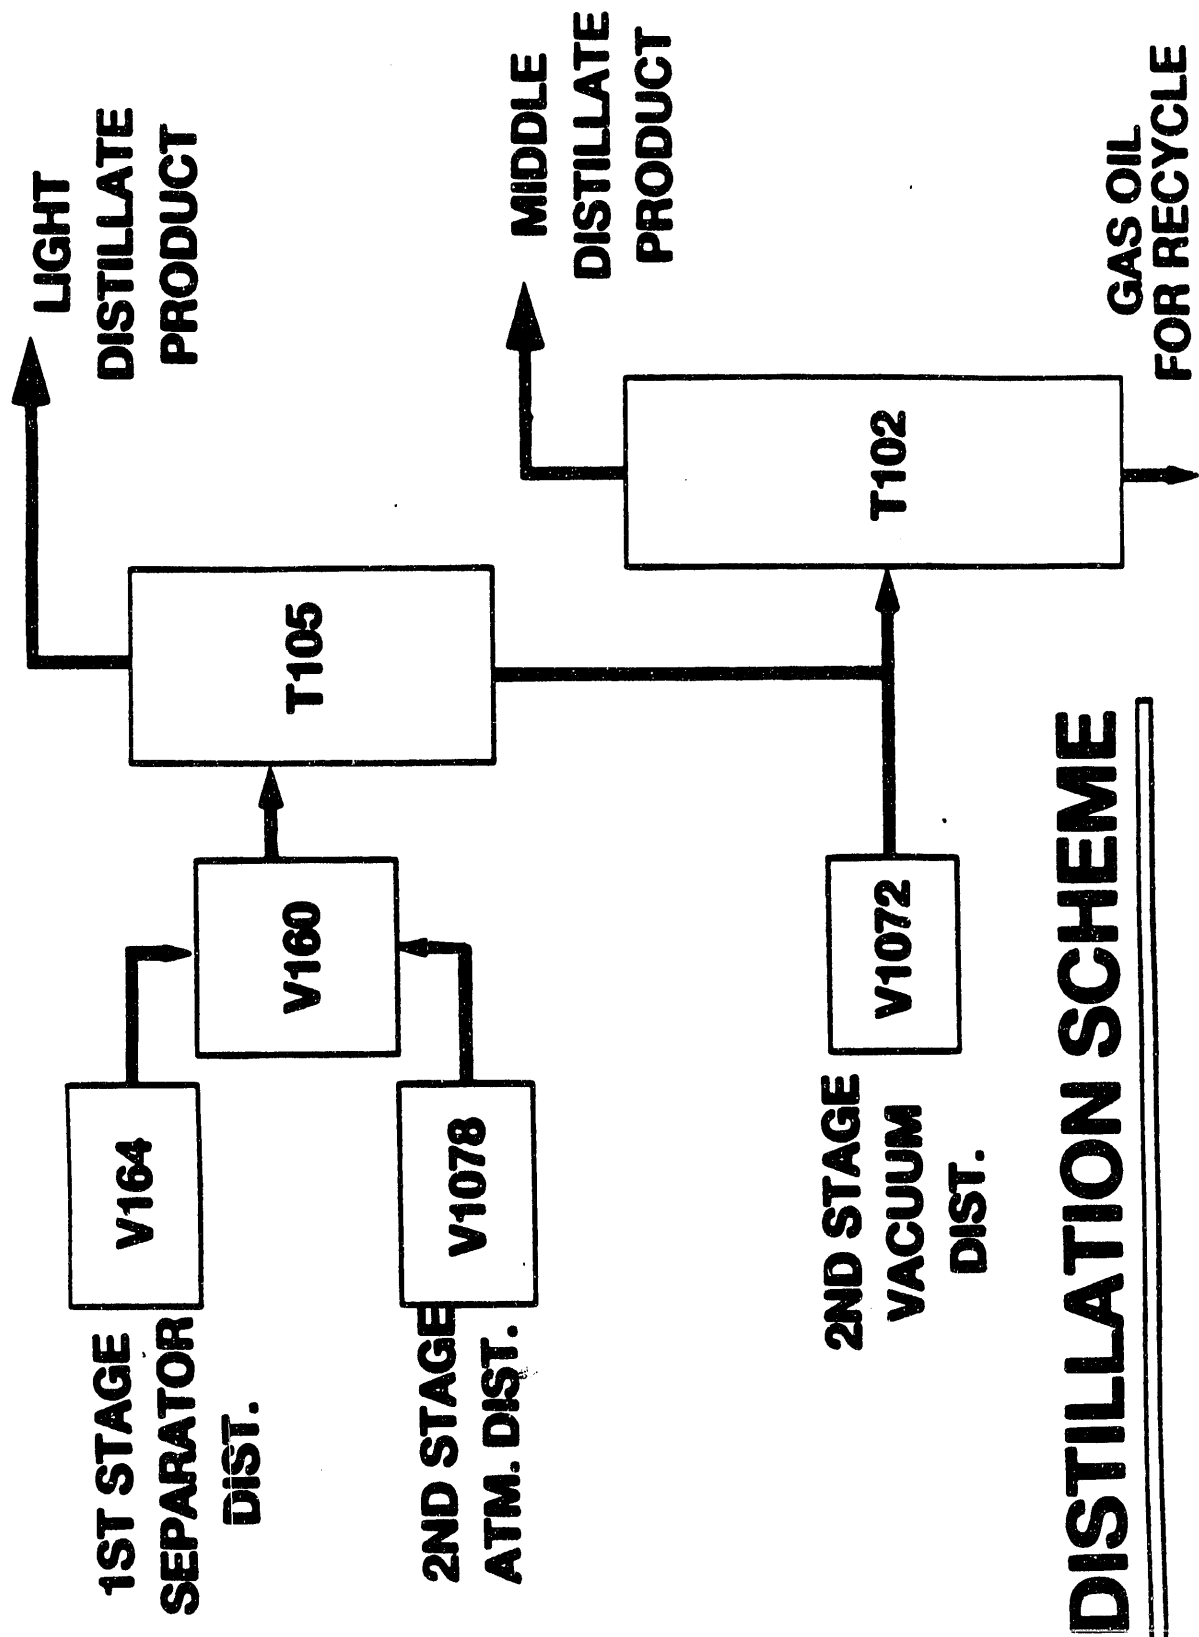 1ST STAGE
SEPARATOR
DIST.
V164
2ND STAGE
ATM. DIST.
V1078
V160
T105
LIGHT
DISTILLATE
PRODUCT
2ND STAGE
VACUUM
DIST.
V1072
T102
MIDDLE
DISTILLATE
PRODUCT
GAS OIL
FOR RECYCLE
DISTILLATION SCHEME